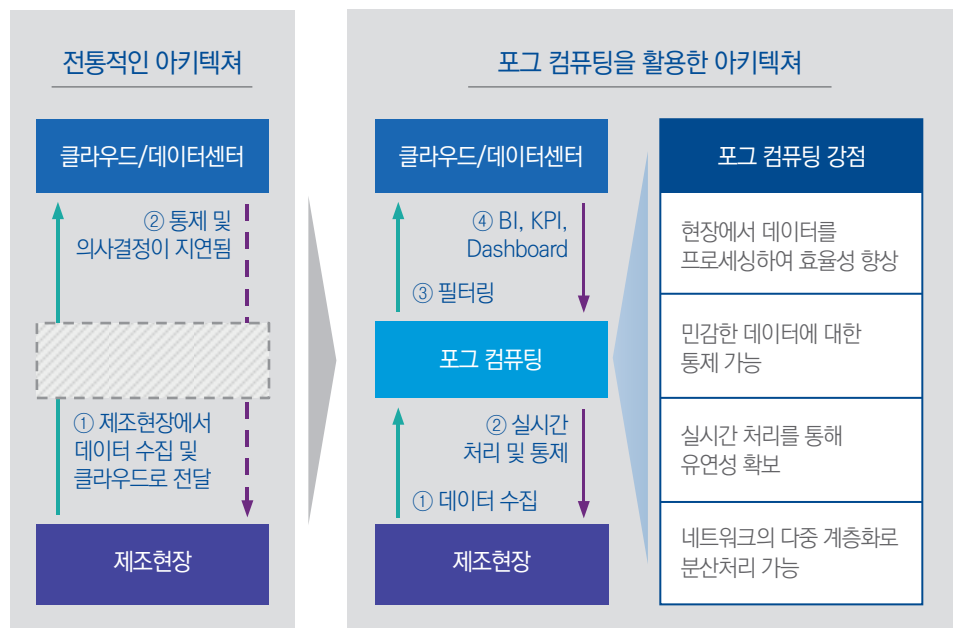 전통적인 아키텍쳐
클라우드/데이터센터
② 통제 및
의사결정이 지연됨
① 제조현장에서
데이터 수집 및
클라우드로 전달
제조현장
포그 컴퓨팅을 활용한 아키텍쳐
클라우드/데이터센터
④ BI, KPI,
Dashboard
③ 필터링
포그 컴퓨팅
② 실시간
처리 및 통제
① 데이터 수집
제조현장
포그 컴퓨팅 강점
현장에서 데이터를
프로세싱하여 효율성 향상
민감한 데이터에 대한
통제 가능
실시간 처리를 통해
유연성 확보
네트워크의 다중 계층화로
분산처리 가능